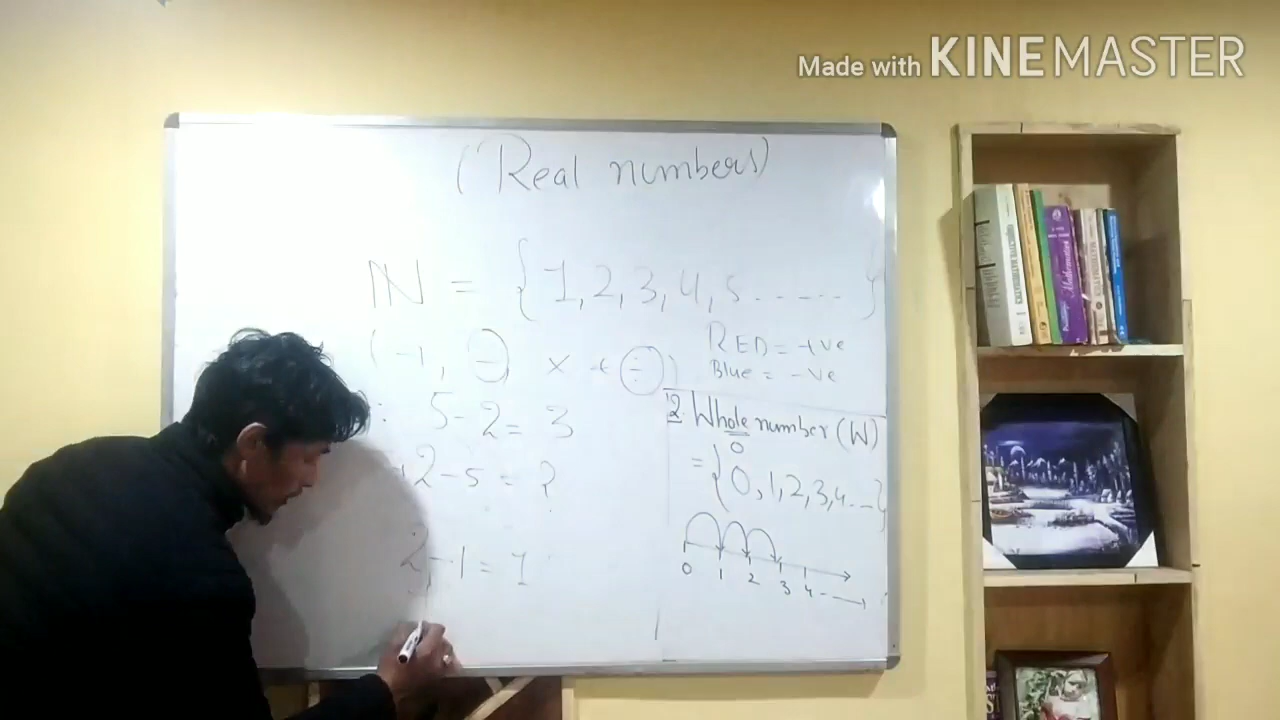 Made with KINEMASTER
(Real numbers)
N = {1,2,3,4,5......}
(+, −, × + ÷)
RED = +ve
Blue = -ve
5-2 = 3
2-5 = ?
2-1 = 1
2. Whole number (W)
0
= {0,1,2,3,4...}
0 1 2 3 4